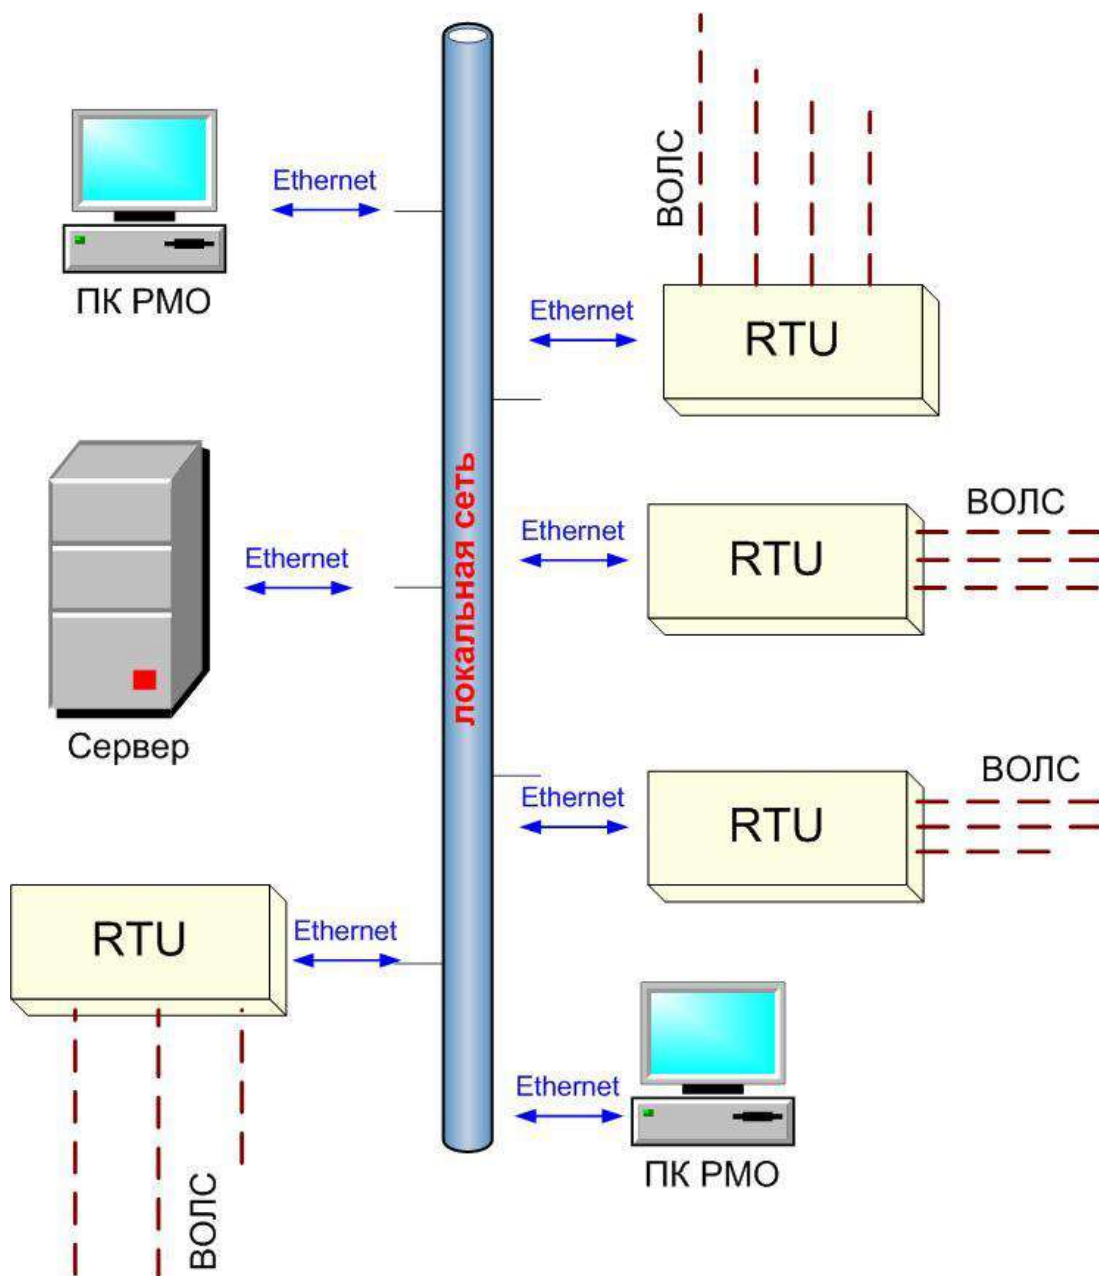 ВОЛС
Ethernet
ПК РМО
Ethernet
RTU
локальная сеть
ВОЛС
Ethernet
Ethernet
RTU
Сервер
ВОЛС
Ethernet
RTU
RTU
Ethernet
Ethernet
ПК РМО
ВОЛС